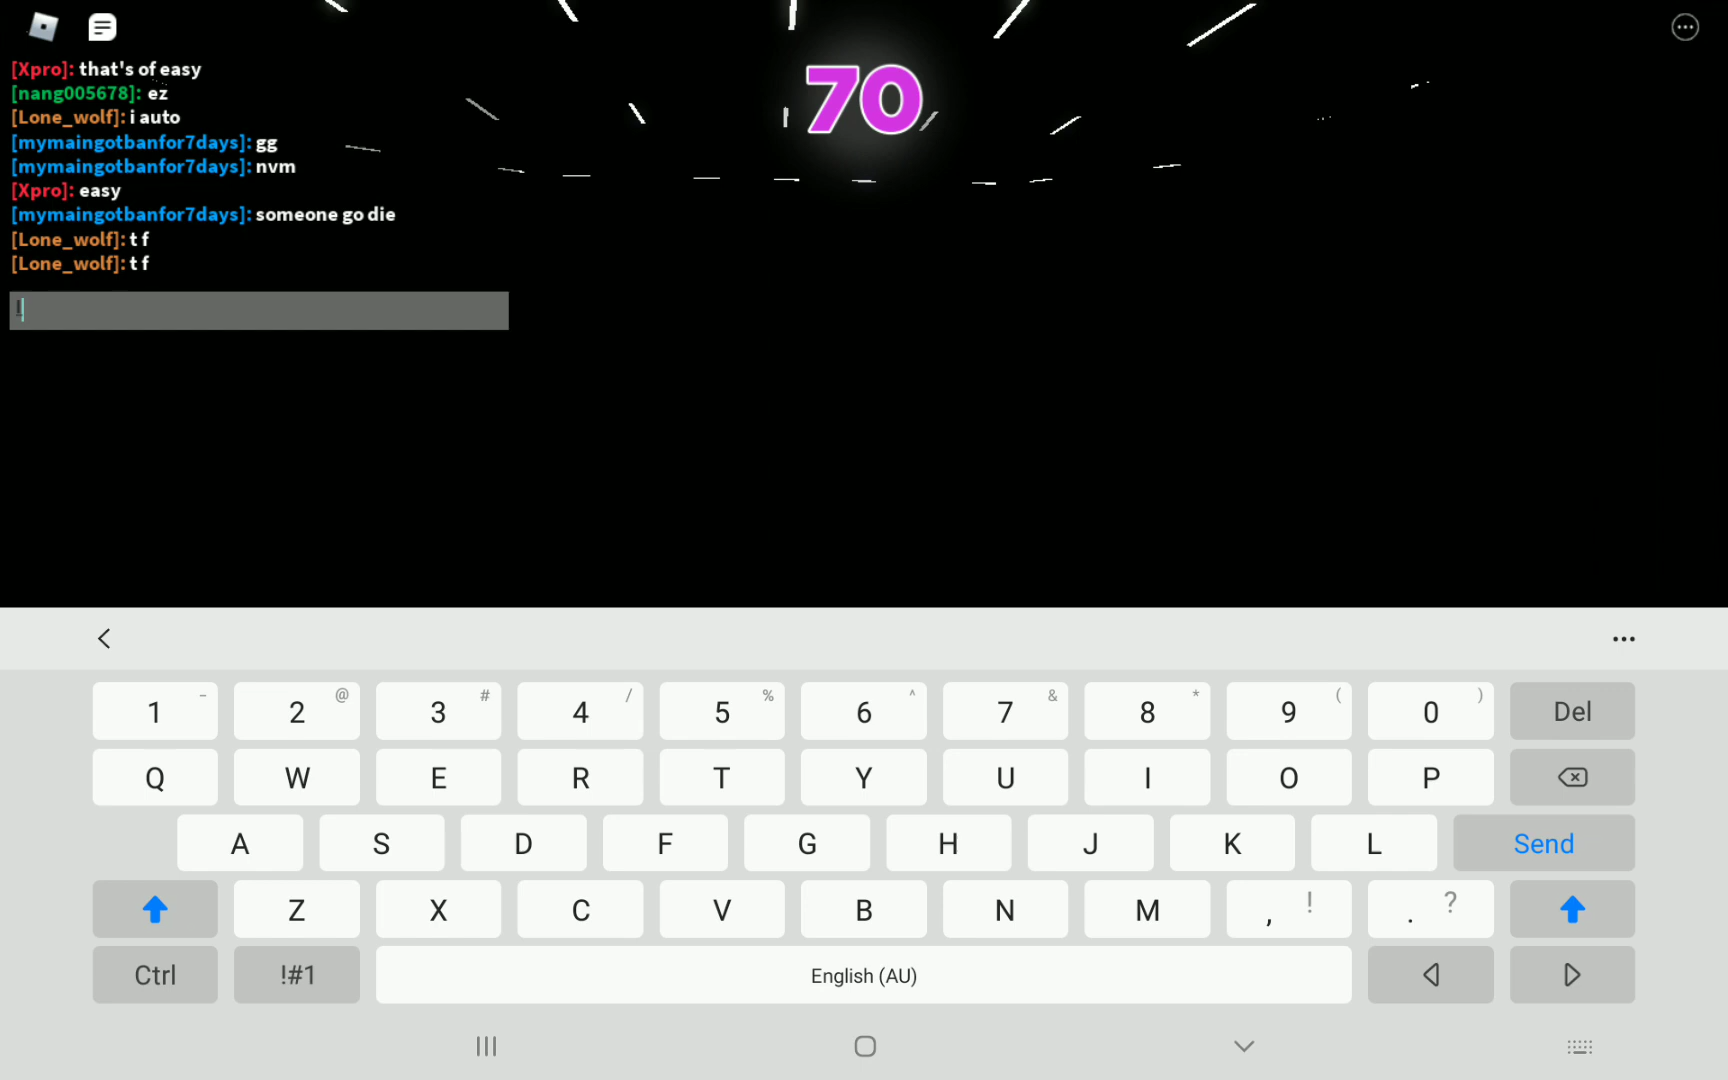 [Xpro]: that's of easy
[nang005678]: ez
[Lone_wolf]: i auto
[mymaingotbanfor7days]: gg
[mymaingotbanfor7days]: nvm
[Xpro]: easy
[mymaingotbanfor7days]: someone go die
[Lone_wolf]: t f
[Lone_wolf]: t f
70
1 - 2 @ 3 # 4 / 5 % 6 ^ 7 & 8 * 9 ( 0 ) Del
Q W E R T Y U I O P
A S D F G H J K L Send
Z X C V B N M , ! . ?
Ctrl !#1 English (AU)